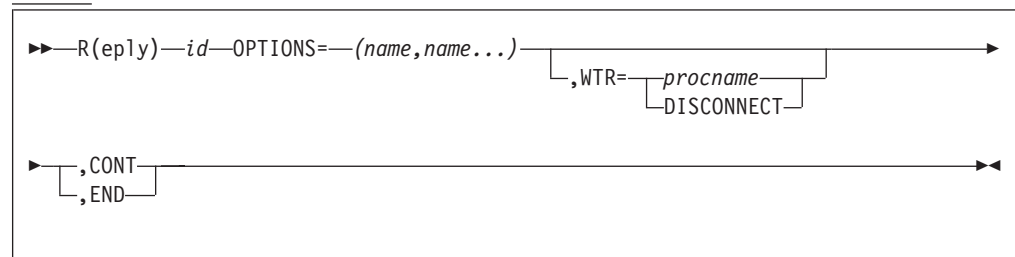 R(eply) id OPTIONS= (name,name...)
,WTR= procname
DISCONNECT
,CONT
,END